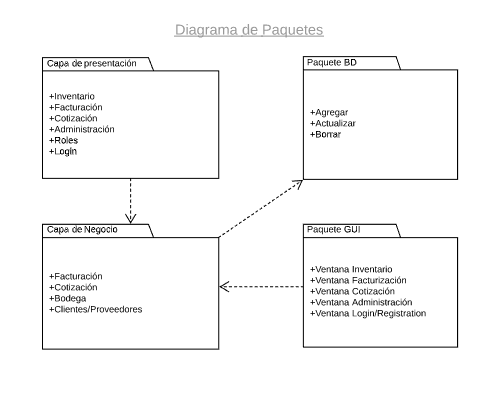 Diagrama de Paquetes
Capa de presentación
+Inventario
+Facturación
+Cotización
+Administración
+Roles
+Login
Paquete BD
+Agregar
+Actualizar
+Borrar
Capa de Negocio
+Facturación
+Cotización
+Bodega
+Clientes/Proveedores
Paquete GUI
+Ventana Inventario
+Ventana Facturización
+Ventana Cotización
+Ventana Administración
+Ventana Login/Registration